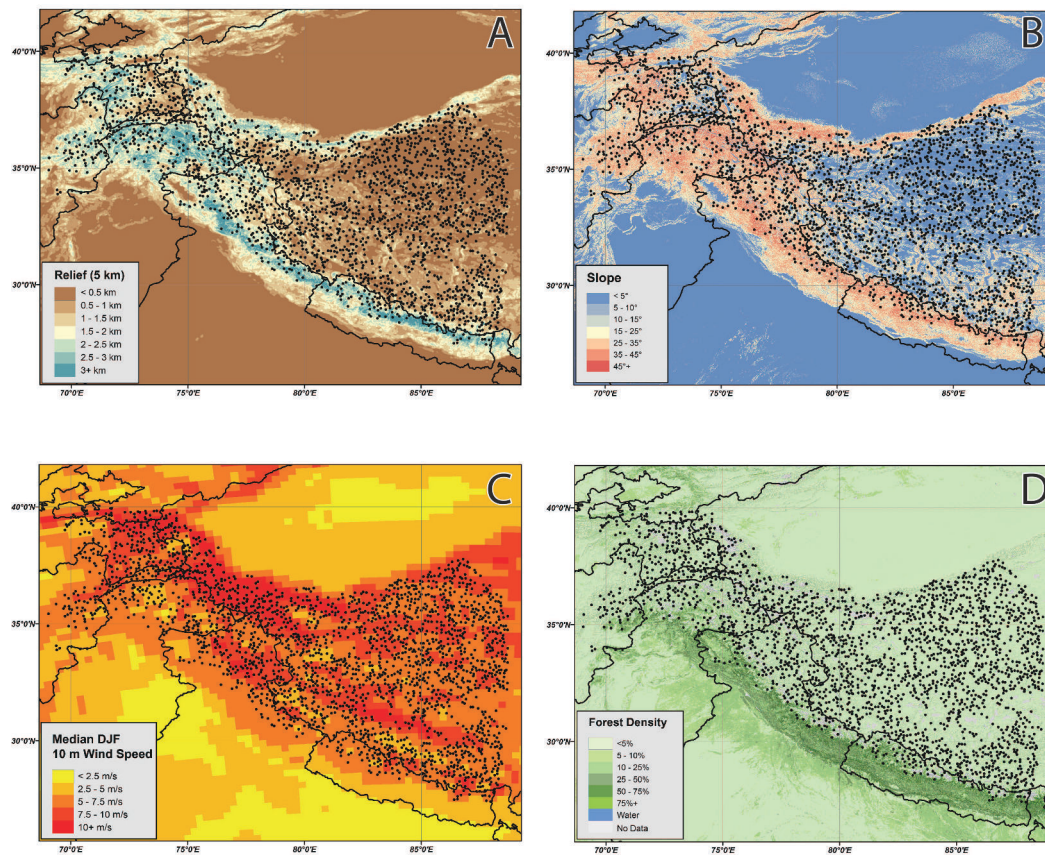 A
40°0'N
35°0'N
30°0'N
Relief (5 km)
< 0.5 km
0.5 - 1 km
1 - 1.5 km
1.5 - 2 km
2 - 2.5 km
2.5 - 3 km
3+ km
70°0'E
75°0'E
80°0'E
85°0'E
B
40°0'N
35°0'N
30°0'N
Slope
< 5°
5 - 10°
10 - 15°
15 - 25°
25 - 35°
35 - 45°
45°+
70°0'E
75°0'E
80°0'E
85°0'E
C
40°0'N
35°0'N
30°0'N
Median DJF
10 m Wind Speed
< 2.5 m/s
2.5 - 5 m/s
5 - 7.5 m/s
7.5 - 10 m/s
10+ m/s
70°0'E
75°0'E
80°0'E
85°0'E
D
40°0'N
35°0'N
30°0'N
Forest Density
<5%
5 - 10%
10 - 25%
25 - 50%
50 - 75%
75%+
Water
No Data
70°0'E
75°0'E
80°0'E
85°0'E